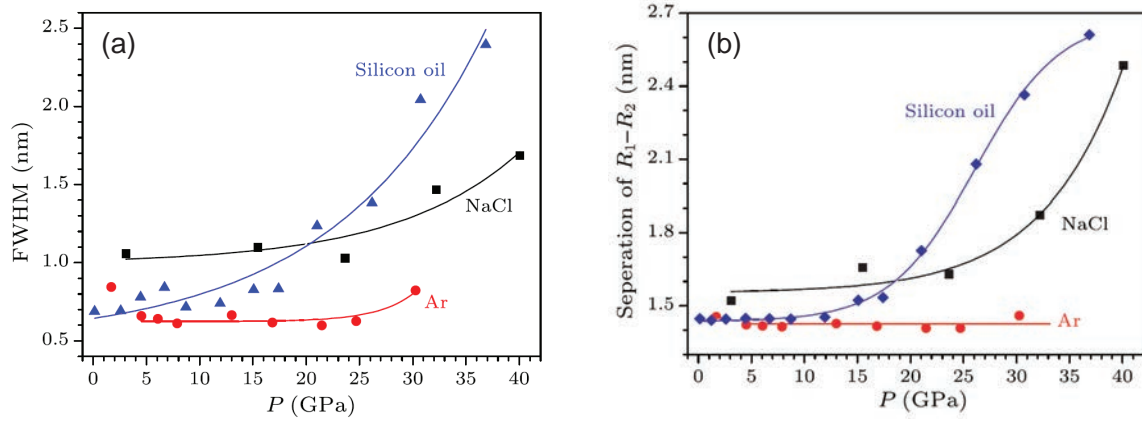 (a)
FWHM (nm)
2.5
2.0
1.5
1.0
0.5
Silicon oil
NaCl
Ar
0 5 10 15 20 25 30 35 40
P (GPa)
(b)
Seperation of R1–R2 (nm)
2.7
2.4
2.1
1.8
1.5
Silicon oil
NaCl
Ar
0 5 10 15 20 25 30 35 40
P (GPa)